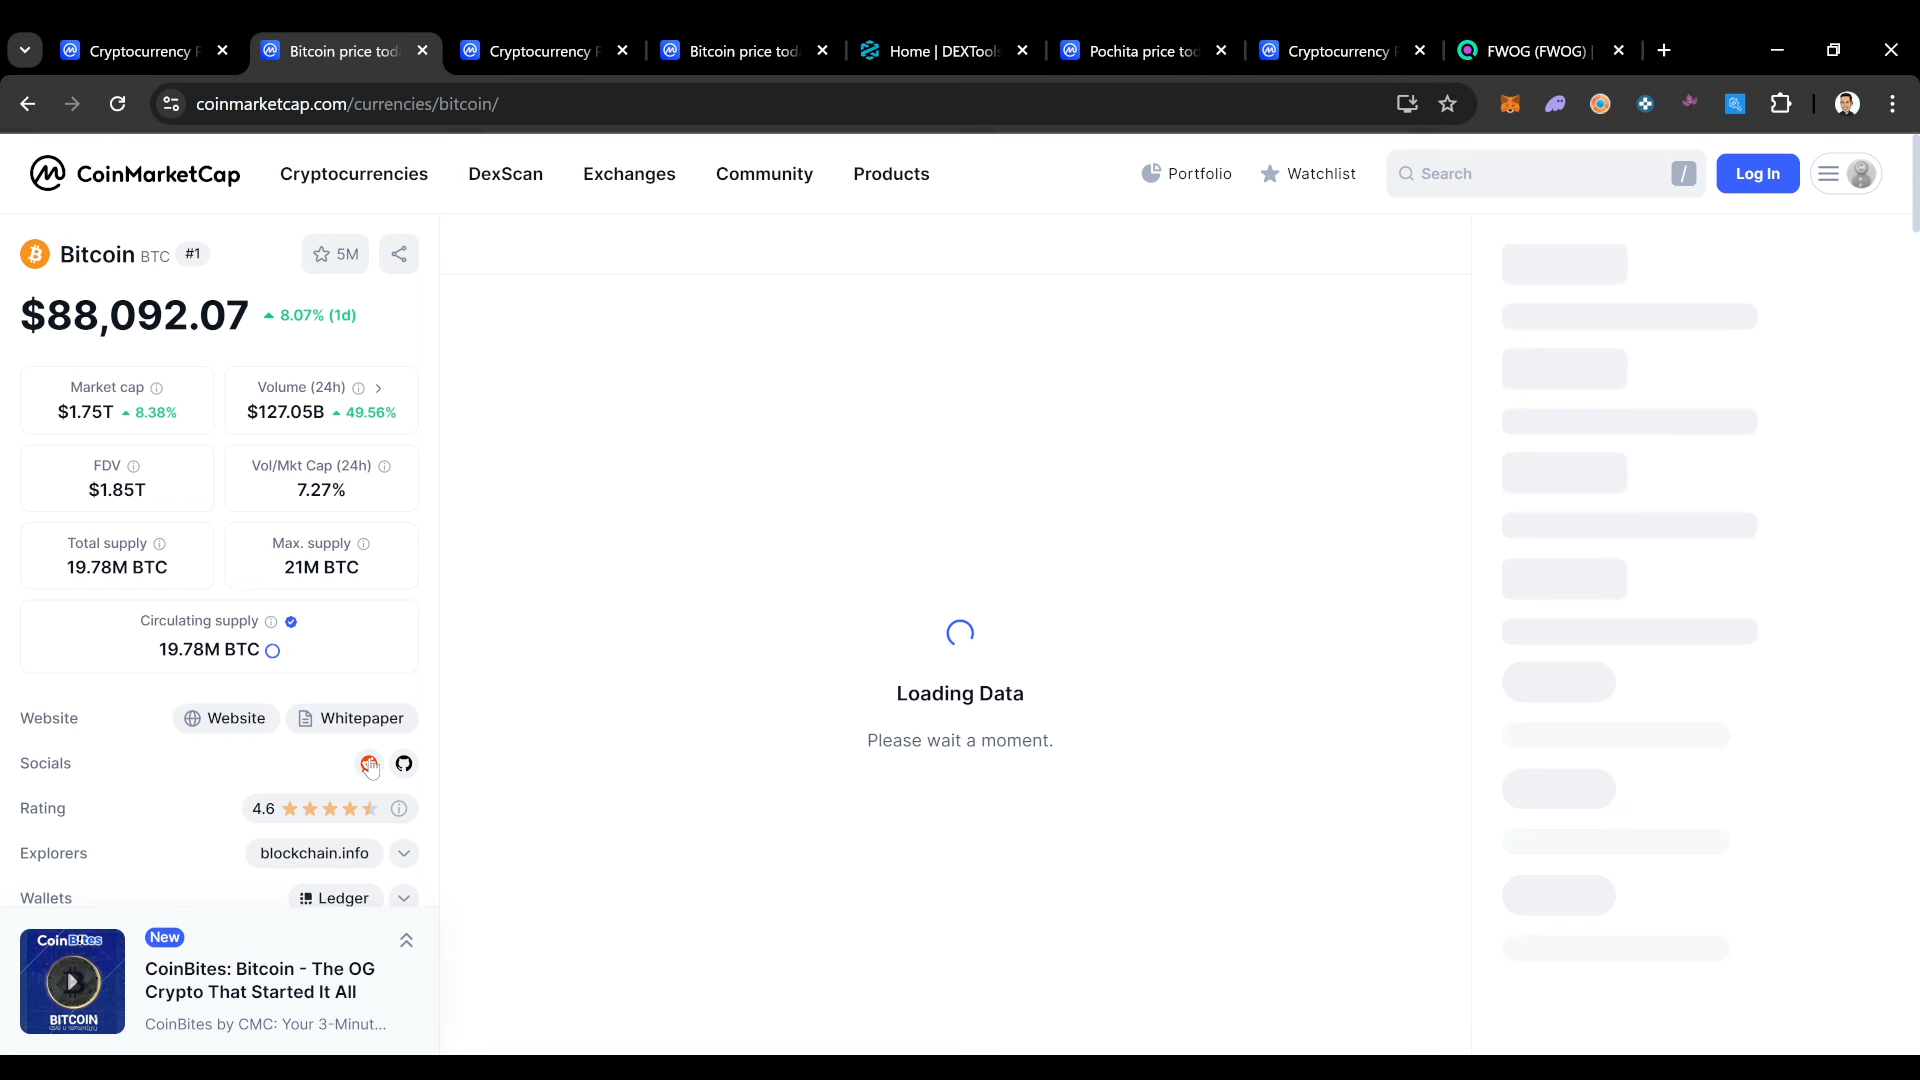 Cryptocurrency P
Bitcoin price tod
Cryptocurrency P
Bitcoin price toda
Home | DEXTools
Pochita price tod
Cryptocurrency P
FWOG (FWOG) |
coinmarketcap.com/currencies/bitcoin/
CoinMarketCap
Cryptocurrencies
DexScan
Exchanges
Community
Products
Portfolio
Watchlist
Search
/
Log In
Bitcoin BTC #1
5M
$88,092.07
8.07% (1d)
Market cap
$1.75T 8.38%
Volume (24h)
$127.05B 49.56%
FDV
$1.85T
Vol/Mkt Cap (24h)
7.27%
Total supply
19.78M BTC
Max. supply
21M BTC
Circulating supply
19.78M BTC
Website
Website
Whitepaper
Socials
Rating
4.6
Explorers
blockchain.info
Wallets
Ledger
CoinBites
BITCOIN
New
CoinBites: Bitcoin - The OG
Crypto That Started It All
CoinBites by CMC: Your 3-Minut...
Loading Data
Please wait a moment.